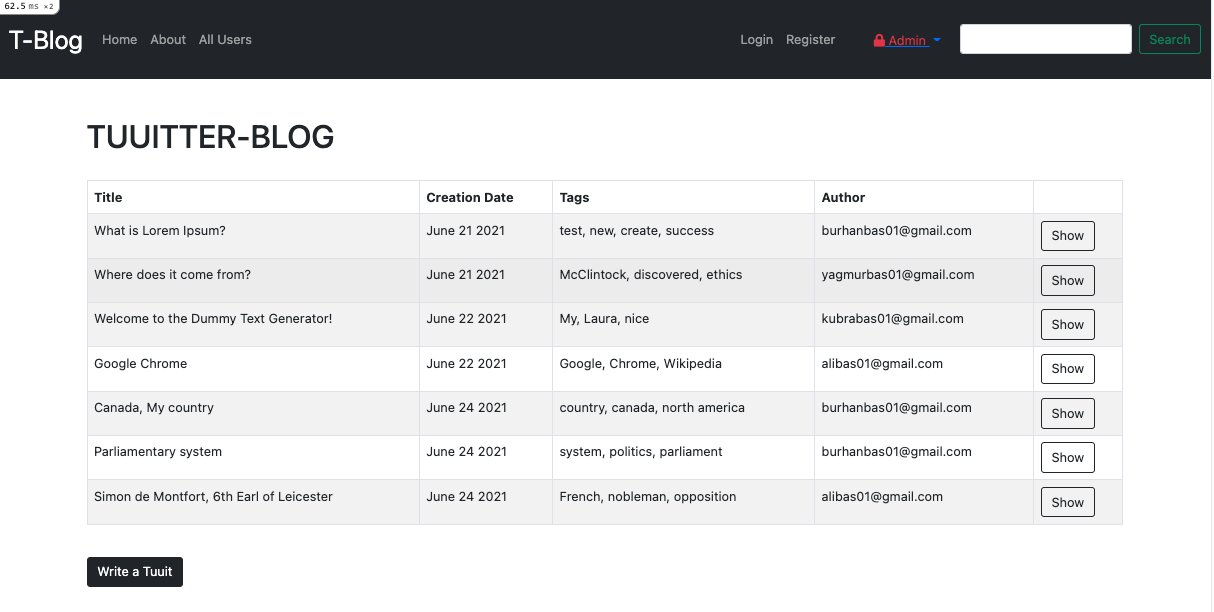 62.5 ms ×2
T-Blog Home About All Users Login Register Admin Search
TUUITTER-BLOG
Title Creation Date Tags Author
What is Lorem Ipsum? June 21 2021 test, new, create, success burhanbas01@gmail.com Show
Where does it come from? June 21 2021 McClintock, discovered, ethics yagmurbas01@gmail.com Show
Welcome to the Dummy Text Generator! June 22 2021 My, Laura, nice kubrabas01@gmail.com Show
Google Chrome June 22 2021 Google, Chrome, Wikipedia alibas01@gmail.com Show
Canada, My country June 24 2021 country, canada, north america burhanbas01@gmail.com Show
Parliamentary system June 24 2021 system, politics, parliament burhanbas01@gmail.com Show
Simon de Montfort, 6th Earl of Leicester June 24 2021 French, nobleman, opposition alibas01@gmail.com Show
Write a Tuuit